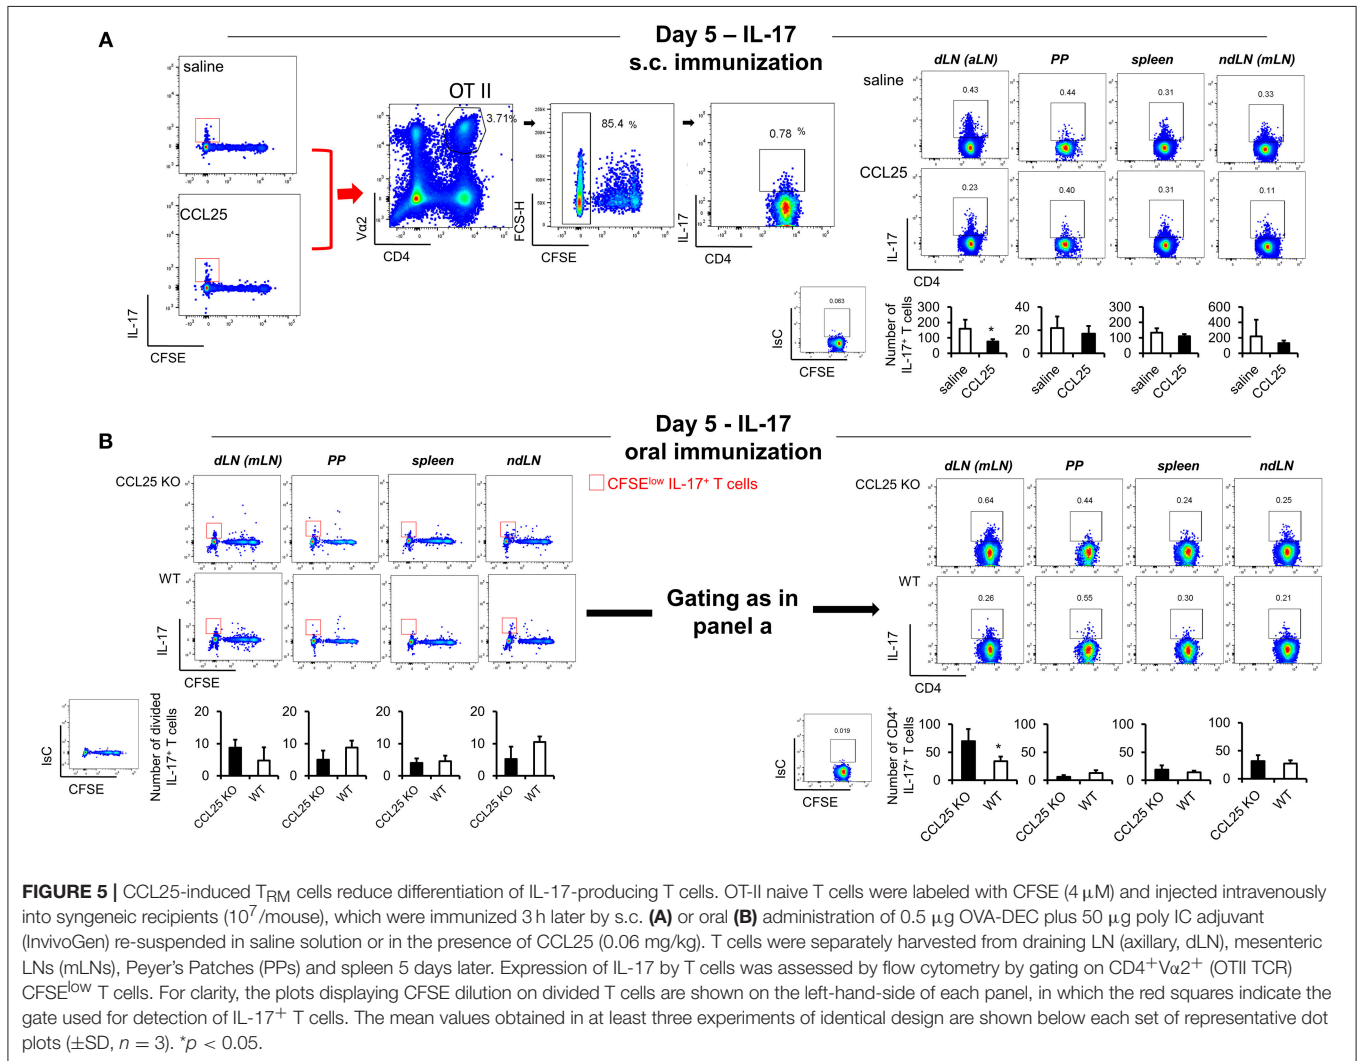 A
Day 5 – IL-17
s.c. immunization
saline
CCL25
IL-17
CFSE
OT II
3.71%
Vα2
CD4
85.4 %
FCS-H
CFSE
0.78 %
IL-17
CD4
dLN (aLN) PP spleen ndLN (mLN)
saline
0.43 0.44 0.31 0.33
CCL25
0.23 0.40 0.31 0.11
IL-17
CD4
0.063
IsC
CFSE
Number of
IL-17+ T cells
300 200 100 0
40 20 0
300 200 100 0
600 400 200 0
*
saline CCL25 saline CCL25 saline CCL25 saline CCL25
B
Day 5 - IL-17
oral immunization
dLN (mLN) PP spleen ndLN
CCL25 KO
WT
IL-17
CFSE
CFSElow IL-17+ T cells
Gating as in
panel a
IsC
CFSE
Number of divided
IL-17+ T cells
20 10 0
20 10 0
20 10 0
20 10 0
CCL25 KO WT CCL25 KO WT CCL25 KO WT CCL25 KO WT
dLN (mLN) PP spleen ndLN
CCL25 KO
0.64 0.44 0.24 0.25
WT
0.26 0.55 0.30 0.21
IL-17
CD4
0.019
IsC
CFSE
Number of CD4+
IL-17+ T cells
100 50 0
100 50 0
100 50 0
100 50 0
*
CCL25 KO WT CCL25 KO WT CCL25 KO WT CCL25 KO WT
FIGURE 5 | CCL25-induced TRM cells reduce differentiation of IL-17-producing T cells. OT-II naive T cells were labeled with CFSE (4 µM) and injected intravenously
into syngeneic recipients (10⁷/mouse), which were immunized 3 h later by s.c. (A) or oral (B) administration of 0.5 µg OVA-DEC plus 50 µg poly IC adjuvant
(InvivoGen) re-suspended in saline solution or in the presence of CCL25 (0.06 mg/kg). T cells were separately harvested from draining LN (axillary, dLN), mesenteric
LNs (mLNs), Peyer's Patches (PPs) and spleen 5 days later. Expression of IL-17 by T cells was assessed by flow cytometry by gating on CD4+Vα2+ (OTII TCR)
CFSElow T cells. For clarity, the plots displaying CFSE dilution on divided T cells are shown on the left-hand-side of each panel, in which the red squares indicate the
gate used for detection of IL-17+ T cells. The mean values obtained in at least three experiments of identical design are shown below each set of representative dot
plots (±SD, n = 3). *p < 0.05.